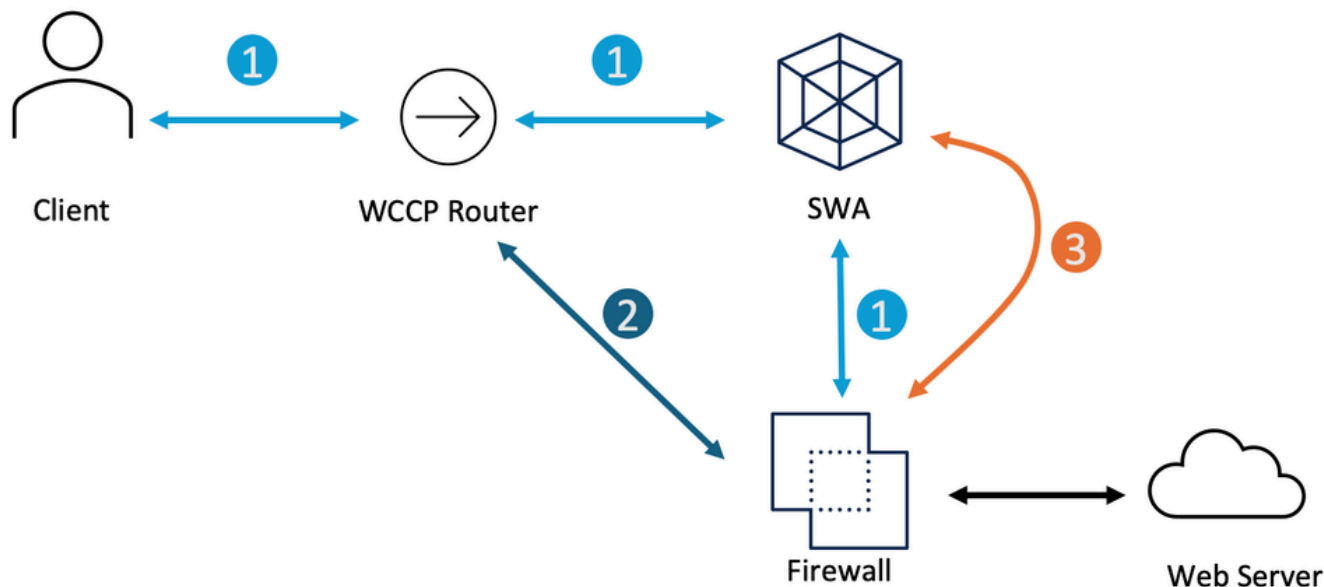 1
1
Client
WCCP Router
SWA
3
2
1
Firewall
Web Server